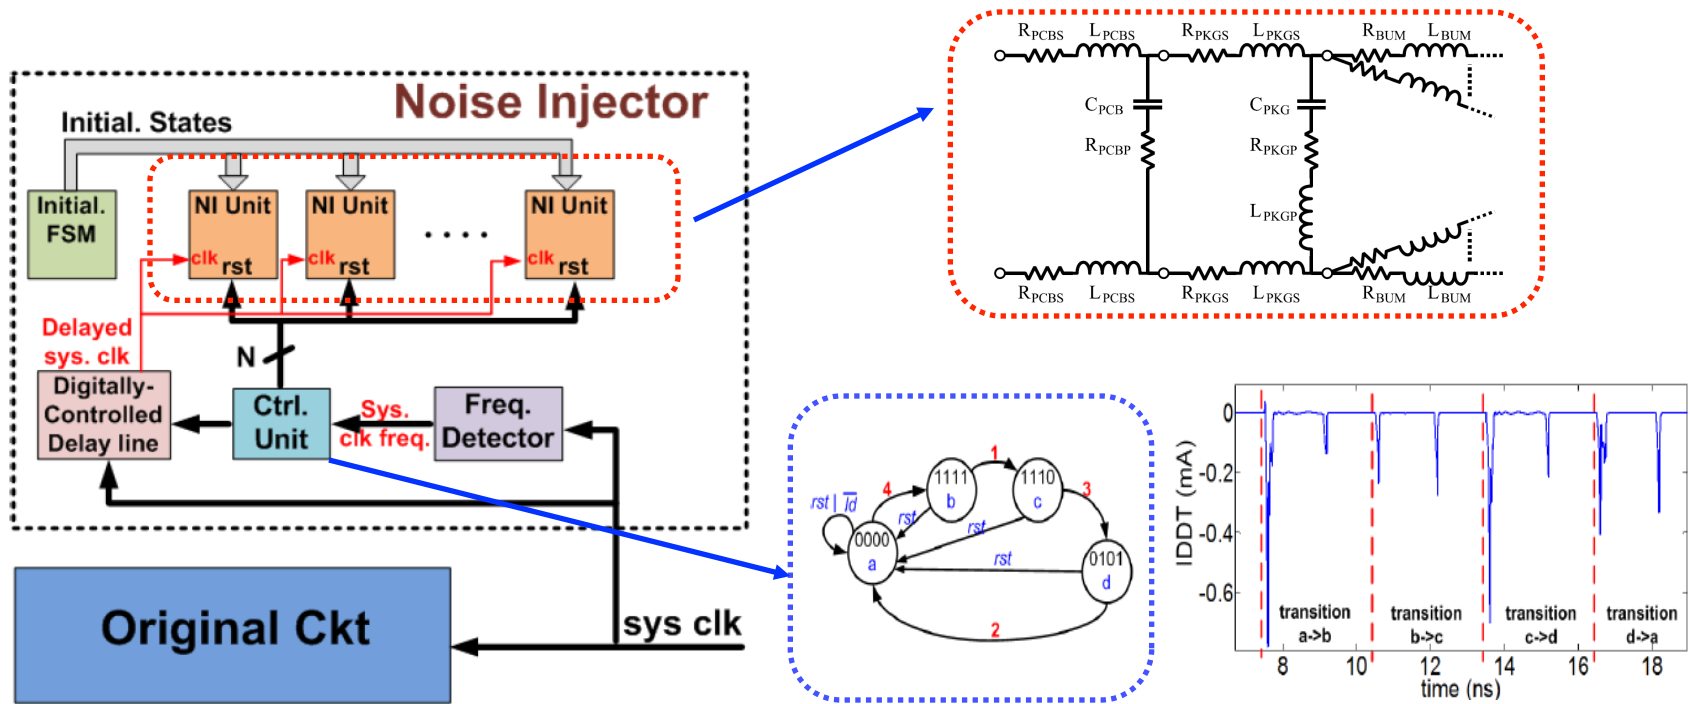 Noise Injector
Initial. States
Initial.
FSM
NI Unit
clk
rst
NI Unit
clk
rst
. . . .
NI Unit
clk
rst
Delayed
sys. clk
N
Digitally-
Controlled
Delay line
Ctrl.
Unit
Sys.
clk freq.
Freq.
Detector
Original Ckt
sys clk
RPCBS LPCBS RPKGS LPKGS RBUM LBUM
CPCB CPKG
RPCBP RPKGP
LPKGP
RPCBS LPCBS RPKGS LPKGS RBUM LBUM
1
1111
b
1110
c
4
3
rst | ld
rst
rst
0000
a
rst
0101
d
2
IDDT (mA)
0
-0.2
-0.4
-0.6
transition
a->b
transition
b->c
transition
c->d
transition
d->a
8 10 12 14 16 18
time (ns)